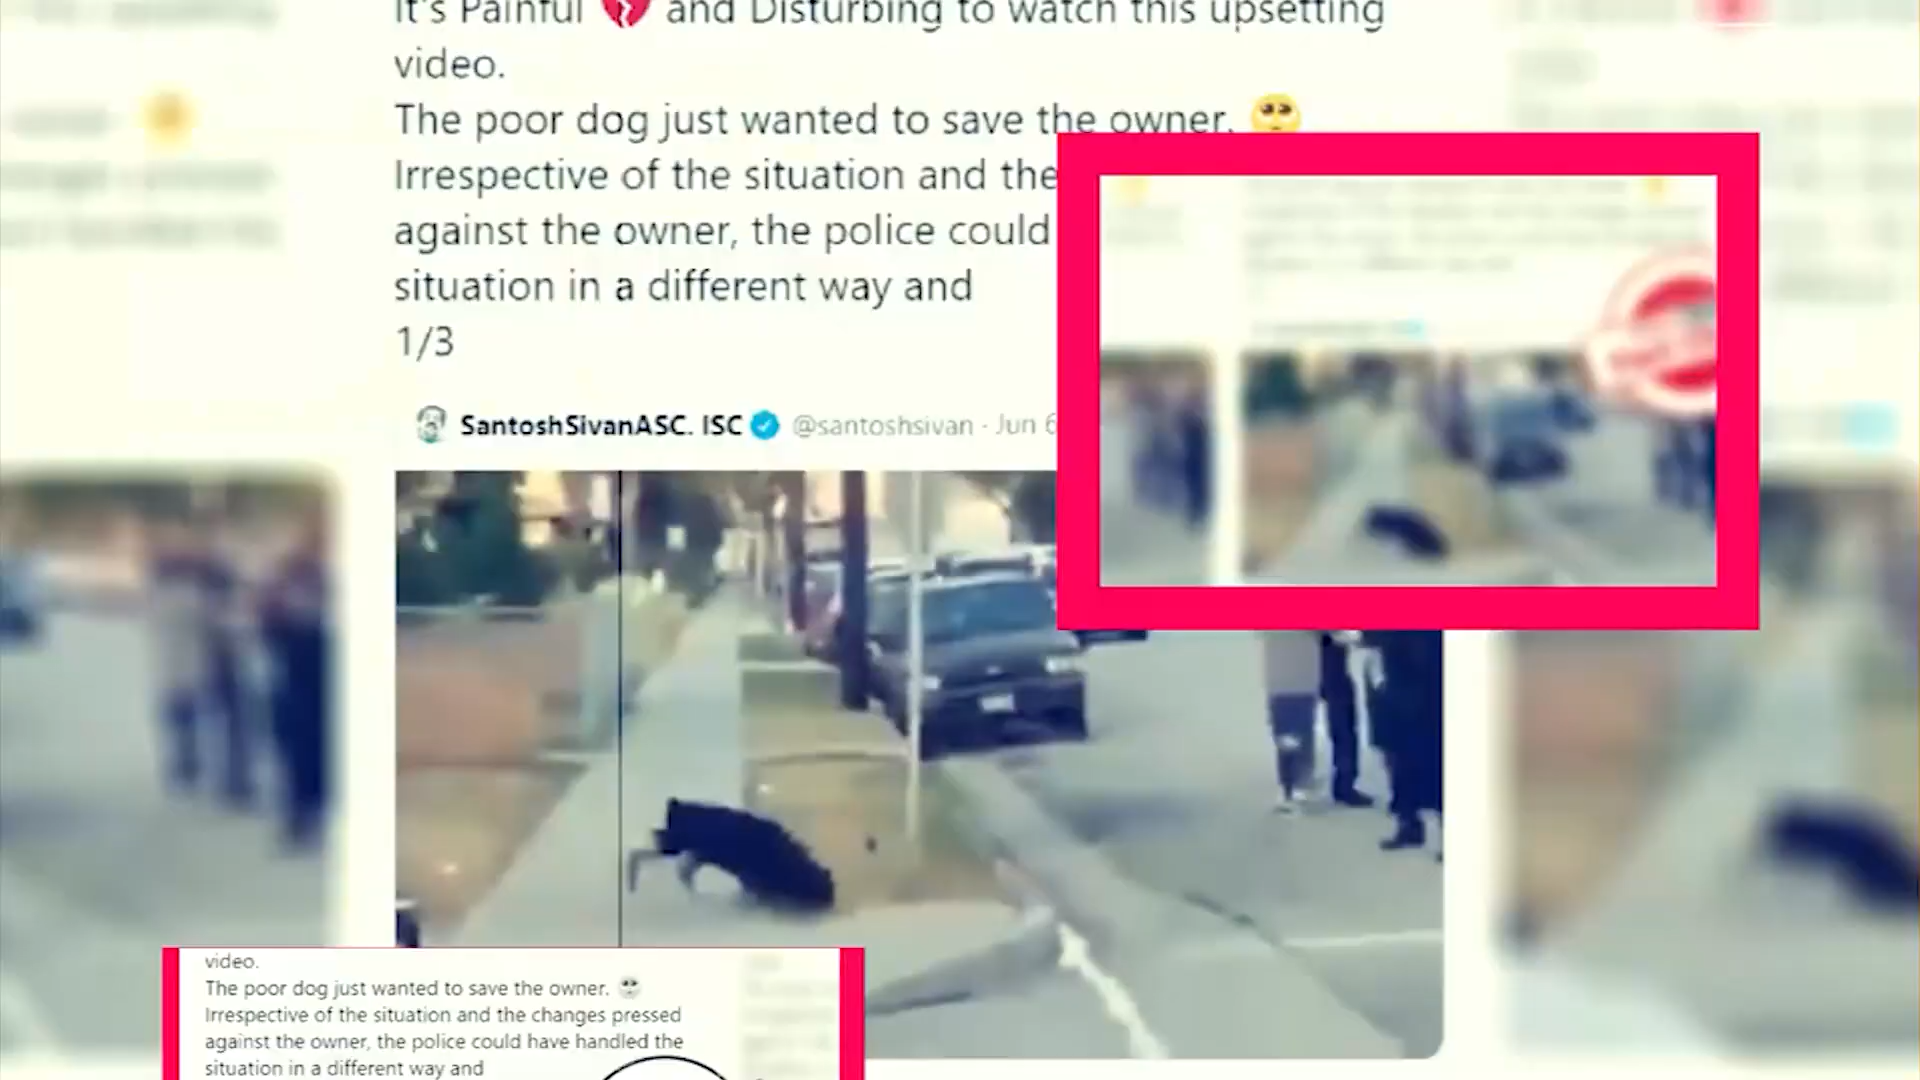 It's Painful 💔 and Disturbing to watch this upsetting
video.
The poor dog just wanted to save the owner. 🥺
Irrespective of the situation and the
against the owner, the police could
situation in a different way and
1/3
SantoshSivanASC. ISC @santoshsivan · Jun 6
video.
The poor dog just wanted to save the owner. 🥺
Irrespective of the situation and the changes pressed
against the owner, the police could have handled the
situation in a different way and